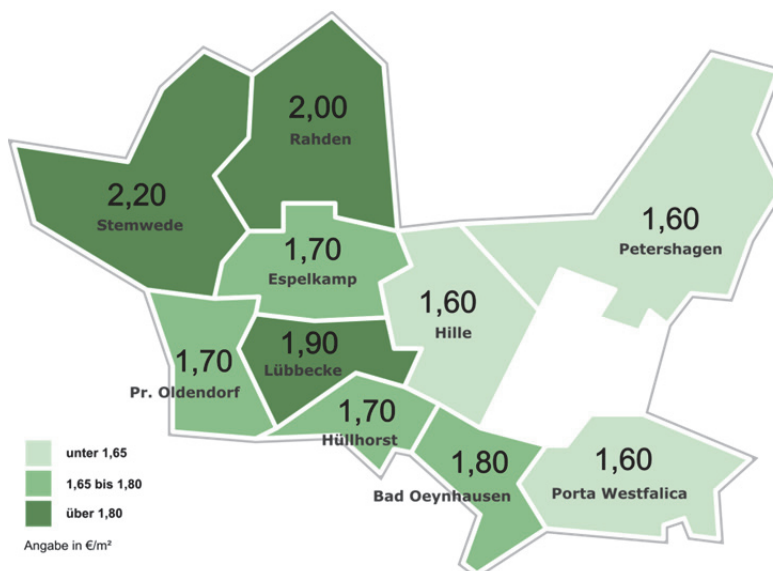 2,00
Rahden
2,20
Stemwede
1,60
Petershagen
1,70
Espelkamp
1,60
Hille
1,90
Lübbecke
1,70
Pr. Oldendorf
1,70
Hüllhorst
1,80
Bad Oeynhausen
1,60
Porta Westfalica
unter 1,65
1,65 bis 1,80
über 1,80
Angabe in €/m²